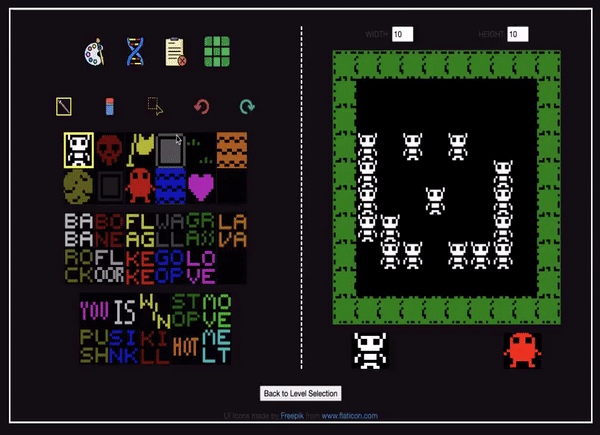 WIDTH 10 HEIGHT 10
BABA BONE FLAG WALL GRASS LAVA
ROCK FLOOR KEKE GOOP LOVE
YOU IS WIN STOP MOVE
PUSH SINK KILL HOT MELT
Back to Level Selection
UI Icons made by Freepik from www.flaticon.com